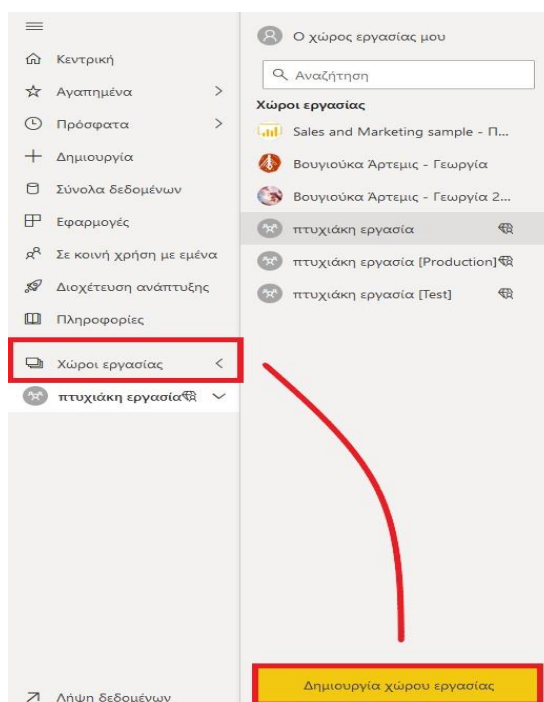 Κεντρική
Αγαπημένα
Πρόσφατα
Δημιουργία
Σύνολα δεδομένων
Εφαρμογές
Σε κοινή χρήση με εμένα
Διοχέτευση ανάπτυξης
Πληροφορίες
Χώροι εργασίας
πτυχιάκη εργασία
Λήψη δεδομένων
Ο χώρος εργασίας μου
Αναζήτηση
Χώροι εργασίας
Sales and Marketing sample - Π...
Βουγιούκα Άρτεμις - Γεωργία
Βουγιούκα Άρτεμις - Γεωργία 2...
πτυχιάκη εργασία
πτυχιάκη εργασία [Production]
πτυχιάκη εργασία [Test]
Δημιουργία χώρου εργασίας